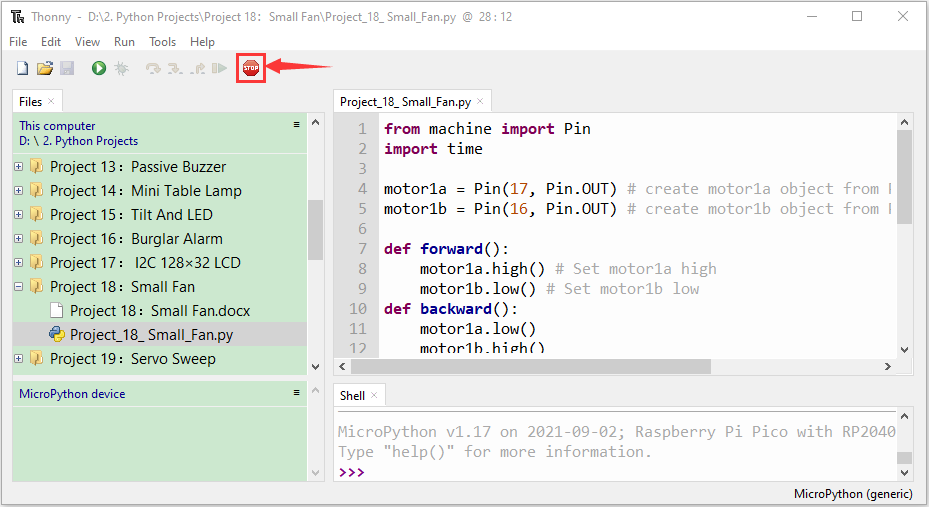 Thonny - D:\2. Python Projects\Project 18：Small Fan\Project_18_ Small_Fan.py @ 28 : 12
File Edit View Run Tools Help
STOP
Files ×
This computer
D: \ 2. Python Projects
Project 13：Passive Buzzer
Project 14：Mini Table Lamp
Project 15：Tilt And LED
Project 16：Burglar Alarm
Project 17： I2C 128×32 LCD
Project 18：Small Fan
Project 18：Small Fan.docx
Project_18_ Small_Fan.py
Project 19：Servo Sweep
MicroPython device
Project_18_ Small_Fan.py ×
1 from machine import Pin
2 import time
3
4 motor1a = Pin(17, Pin.OUT) # create motor1a object from
5 motor1b = Pin(16, Pin.OUT) # create motor1b object from
6
7 def forward():
8 motor1a.high() # Set motor1a high
9 motor1b.low() # Set motor1b low
10 def backward():
11 motor1a.low()
12 motor1b.high()
Shell ×
MicroPython v1.17 on 2021-09-02; Raspberry Pi Pico with RP2040
Type "help()" for more information.
>>>
MicroPython (generic)